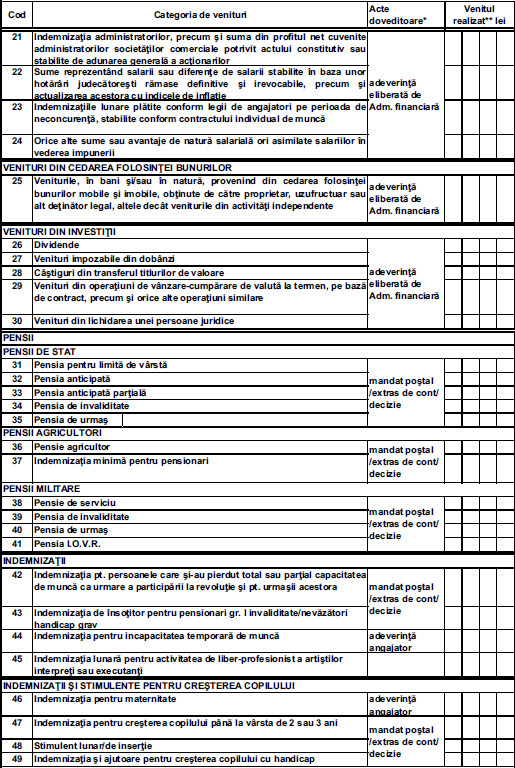 Cod Categoria de venituri Acte doveditoare* Venitul realizat** lei
21 Indemnizaţia administratorilor, precum şi suma din profitul net cuvenite
administratorilor societăţilor comerciale potrivit actului constitutiv sau
stabilite de adunarea generală a acţionarilor
22 Sume reprezentând salarii sau diferenţe de salarii stabilite în baza unor
hotărâri judecătoreşti rămase definitive şi irevocabile, precum şi
actualizarea acestora cu indicele de inflaţie
adeverinţă
eliberată de
Adm. financiară
23 Indemnizaţiile lunare plătite conform legii de angajatori pe perioada de
neconcurenţă, stabilite conform contractului individual de muncă
24 Orice alte sume sau avantaje de natură salarială ori asimilate salariilor în
vederea impunerii
VENITURI DIN CEDAREA FOLOSINŢEI BUNURILOR
25 Veniturile, în bani şi/sau în natură, provenind din cedarea folosinţei
bunurilor mobile şi imobile, obţinute de către proprietar, uzufructuar sau
alt deţinător legal, altele decât veniturile din activităţi independente
adeverinţă
eliberată de
Adm. financiară
VENITURI DIN INVESTIŢII
26 Dividende
27 Venituri impozabile din dobânzi
28 Câştiguri din transferul titlurilor de valoare
29 Venituri din operaţiuni de vânzare-cumpărare de valută la termen, pe bază
de contract, precum şi orice alte operaţiuni similare
30 Venituri din lichidarea unei persoane juridice
adeverinţă
eliberată de
Adm. financiară
PENSII
PENSII DE STAT
31 Pensia pentru limită de vârstă
32 Pensia anticipată
33 Pensia anticipată parţială
34 Pensia de invaliditate
35 Pensia de urmaş
mandat poştal
/extras de cont/
decizie
PENSII AGRICULTORI
36 Pensie agricultor
37 Indemnizaţia minimă pentru pensionari
mandat poştal
/extras de cont/
decizie
PENSII MILITARE
38 Pensie de serviciu
39 Pensia de invaliditate
40 Pensia de urmaş
41 Pensia I.O.V.R.
mandat poştal
/extras de cont/
decizie
INDEMNIZAŢII
42 Indemnizaţia pt. persoanele care şi-au pierdut total sau parţial capacitatea
de muncă ca urmare a participării la revoluţie şi pt. urmaşii acestora
43 Indemnizaţia de însoţitor pentru pensionari gr. I invaliditate/nevăzători
handicap grav
mandat poştal
/extras de cont/
decizie
44 Indemnizaţia pentru incapacitatea temporară de muncă
adeverinţă
angajator
45 Indemnizaţia lunară pentru activitatea de liber-profesionist a artiştilor
interpreţi sau executanţi
INDEMNIZAŢII ŞI STIMULENTE PENTRU CREŞTEREA COPILULUI
46 Indemnizaţia pentru maternitate
adeverinţă
angajator
47 Indemnizaţia pentru creşterea copilului până la vârsta de 2 sau 3 ani
48 Stimulent lunar/de inserţie
49 Indemnizaţia şi ajutoare pentru creşterea copilului cu handicap
mandat poştal
/extras de cont/
decizie